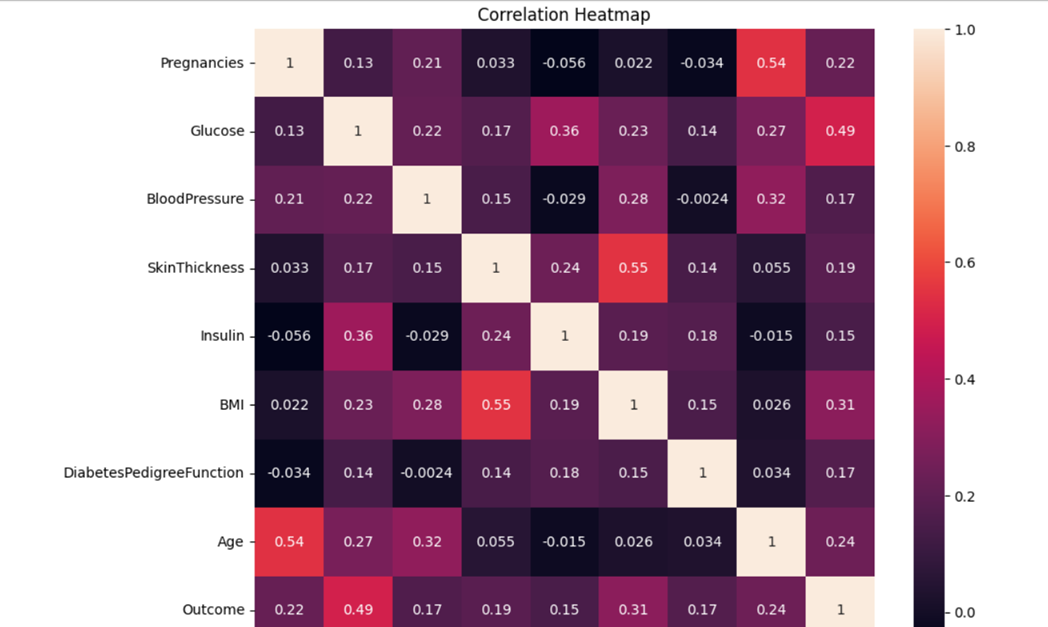 Correlation Heatmap
Pregnancies 1 0.13 0.21 0.033 -0.056 0.022 -0.034 0.54 0.22
Glucose 0.13 1 0.22 0.17 0.36 0.23 0.14 0.27 0.49
BloodPressure 0.21 0.22 1 0.15 -0.029 0.28 -0.0024 0.32 0.17
SkinThickness 0.033 0.17 0.15 1 0.24 0.55 0.14 0.055 0.19
Insulin -0.056 0.36 -0.029 0.24 1 0.19 0.18 -0.015 0.15
BMI 0.022 0.23 0.28 0.55 0.19 1 0.15 0.026 0.31
DiabetesPedigreeFunction -0.034 0.14 -0.0024 0.14 0.18 0.15 1 0.034 0.17
Age 0.54 0.27 0.32 0.055 -0.015 0.026 0.034 1 0.24
Outcome 0.22 0.49 0.17 0.19 0.15 0.31 0.17 0.24 1
1.0
0.8
0.6
0.4
0.2
0.0